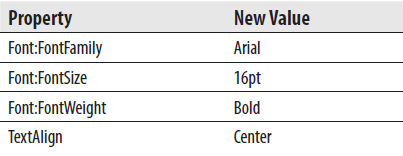 Property New Value
Font:FontFamily Arial
Font:FontSize 16pt
Font:FontWeight Bold
TextAlign Center